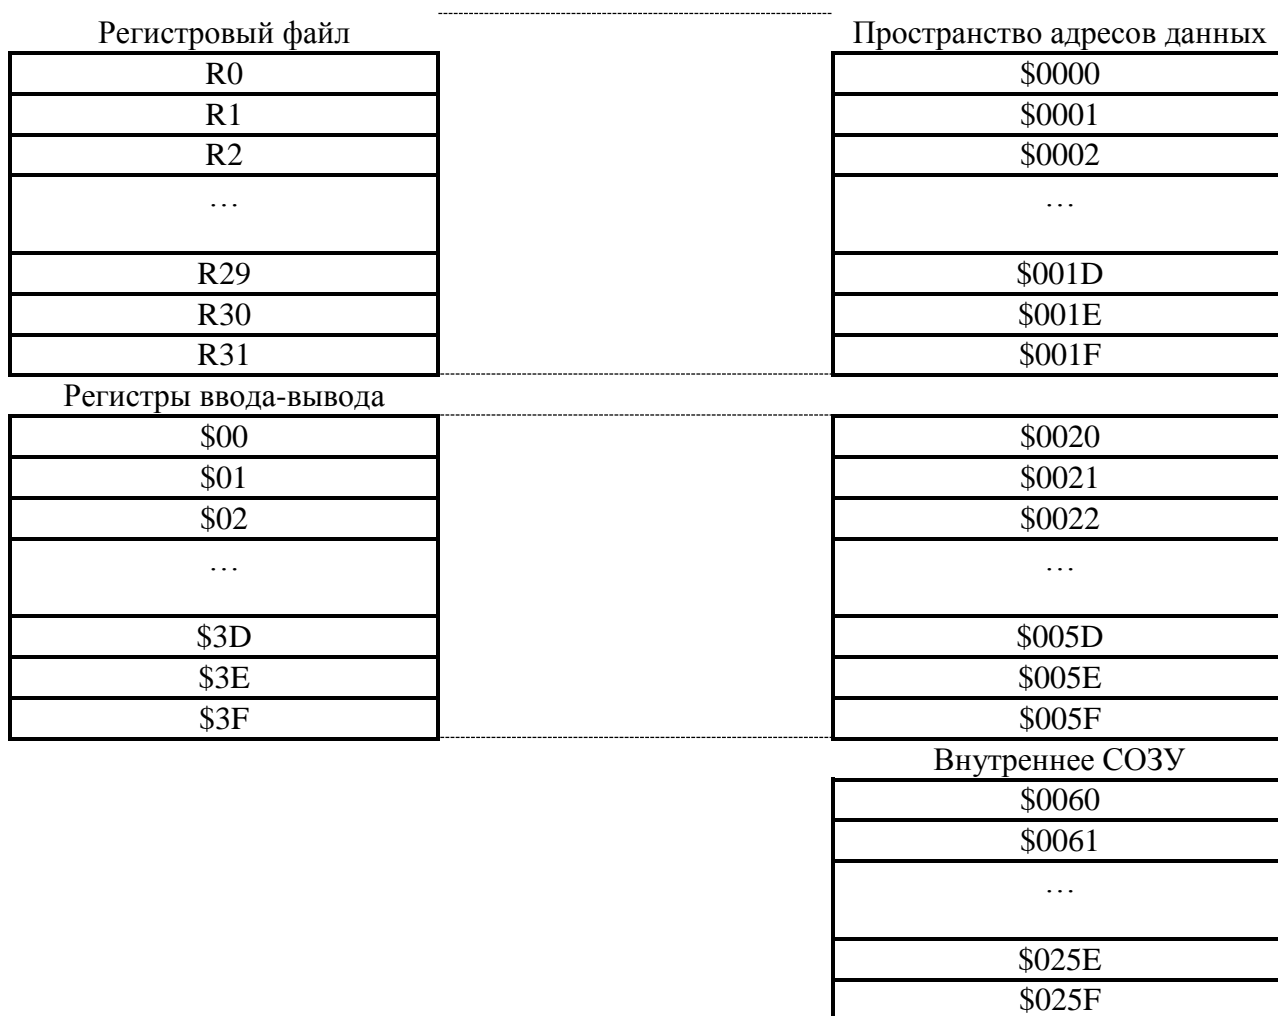 Регистровый файл Пространство адресов данных
R0 $0000
R1 $0001
R2 $0002
… …
R29 $001D
R30 $001E
R31 $001F
Регистры ввода-вывода
$00 $0020
$01 $0021
$02 $0022
… …
$3D $005D
$3E $005E
$3F $005F
Внутреннее СОЗУ
$0060
$0061
…
$025E
$025F